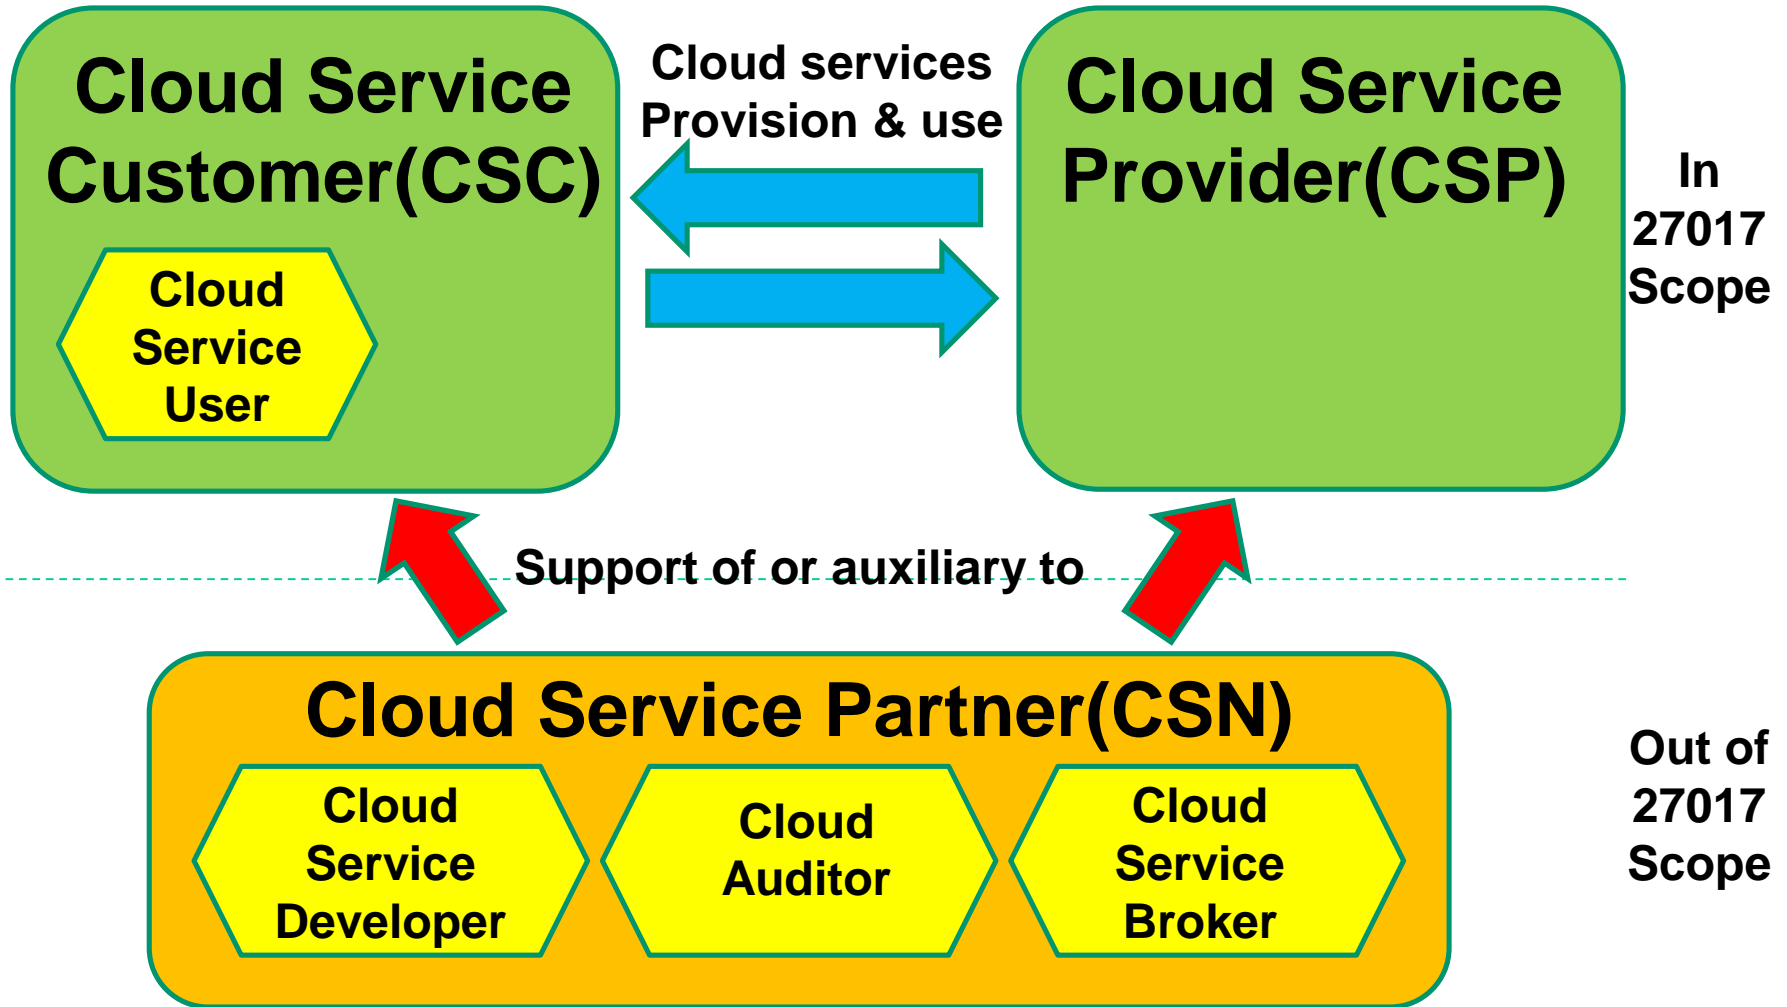 Cloud Service
Customer(CSC)
Cloud
Service
User
Cloud services
Provision & use
Cloud Service
Provider(CSP)
In
27017
Scope
Support of or auxiliary to
Cloud Service Partner(CSN)
Cloud
Service
Developer
Cloud
Auditor
Cloud
Service
Broker
Out of
27017
Scope